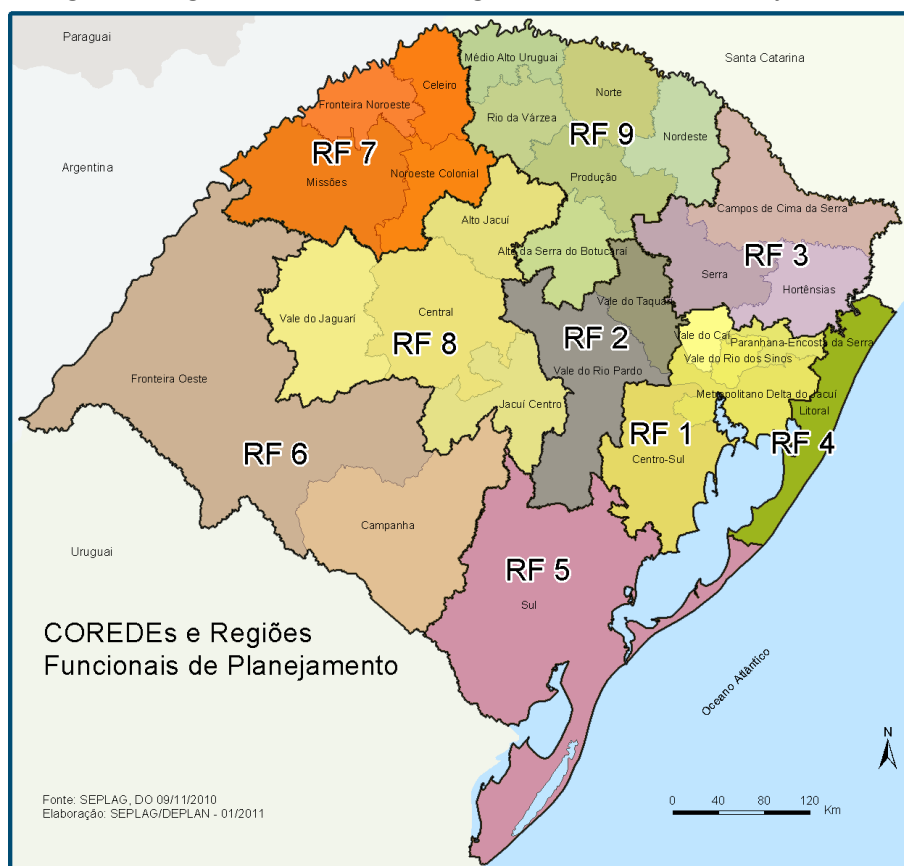 Paraguai
Santa Catarina
Argentina
Uruguai
Médio Alto Uruguai
Celeiro
Norte
Fronteira Noroeste
Rio da Várzea
RF 9
Nordeste
RF 7
Noroeste Colonial
Missões
Produção
Campos de Cima da Serra
Alto Jacuí
Alto da Serra do Botucaraí
RF 3
Serra
Hortênsias
Vale do Jaguarí
Central
Vale do Taquari
RF 8
RF 2
Vale do Caí
Paranhana-Encosta da Serra
Vale do Rio dos Sinos
Vale do Rio Pardo
Fronteira Oeste
Jacuí Centro
Metropolitano Delta do Jacuí
Litoral
RF 1
RF 4
RF 6
Centro-Sul
Campanha
RF 5
Sul
COREDEs e Regiões
Funcionais de Planejamento
Oceano Atlântico
N
Fonte: SEPLAG, DO 09/11/2010
Elaboração: SEPLAG/DEPLAN - 01/2011
0 40 80 120
Km